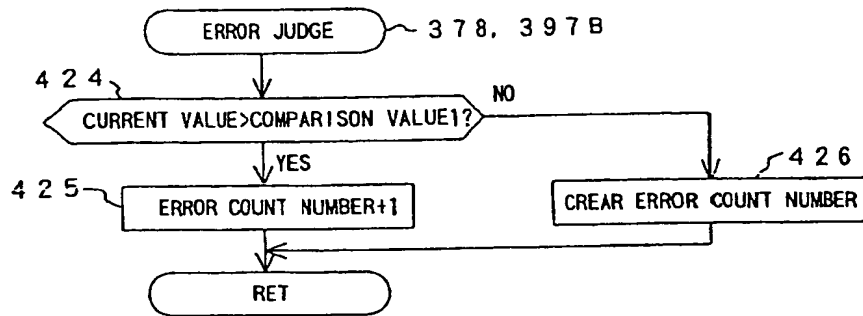 ERROR JUDGE
378, 397B
424
CURRENT VALUE>COMPARISON VALUE1?
NO
YES
425
ERROR COUNT NUMBER+1
426
CREAR ERROR COUNT NUMBER
RET